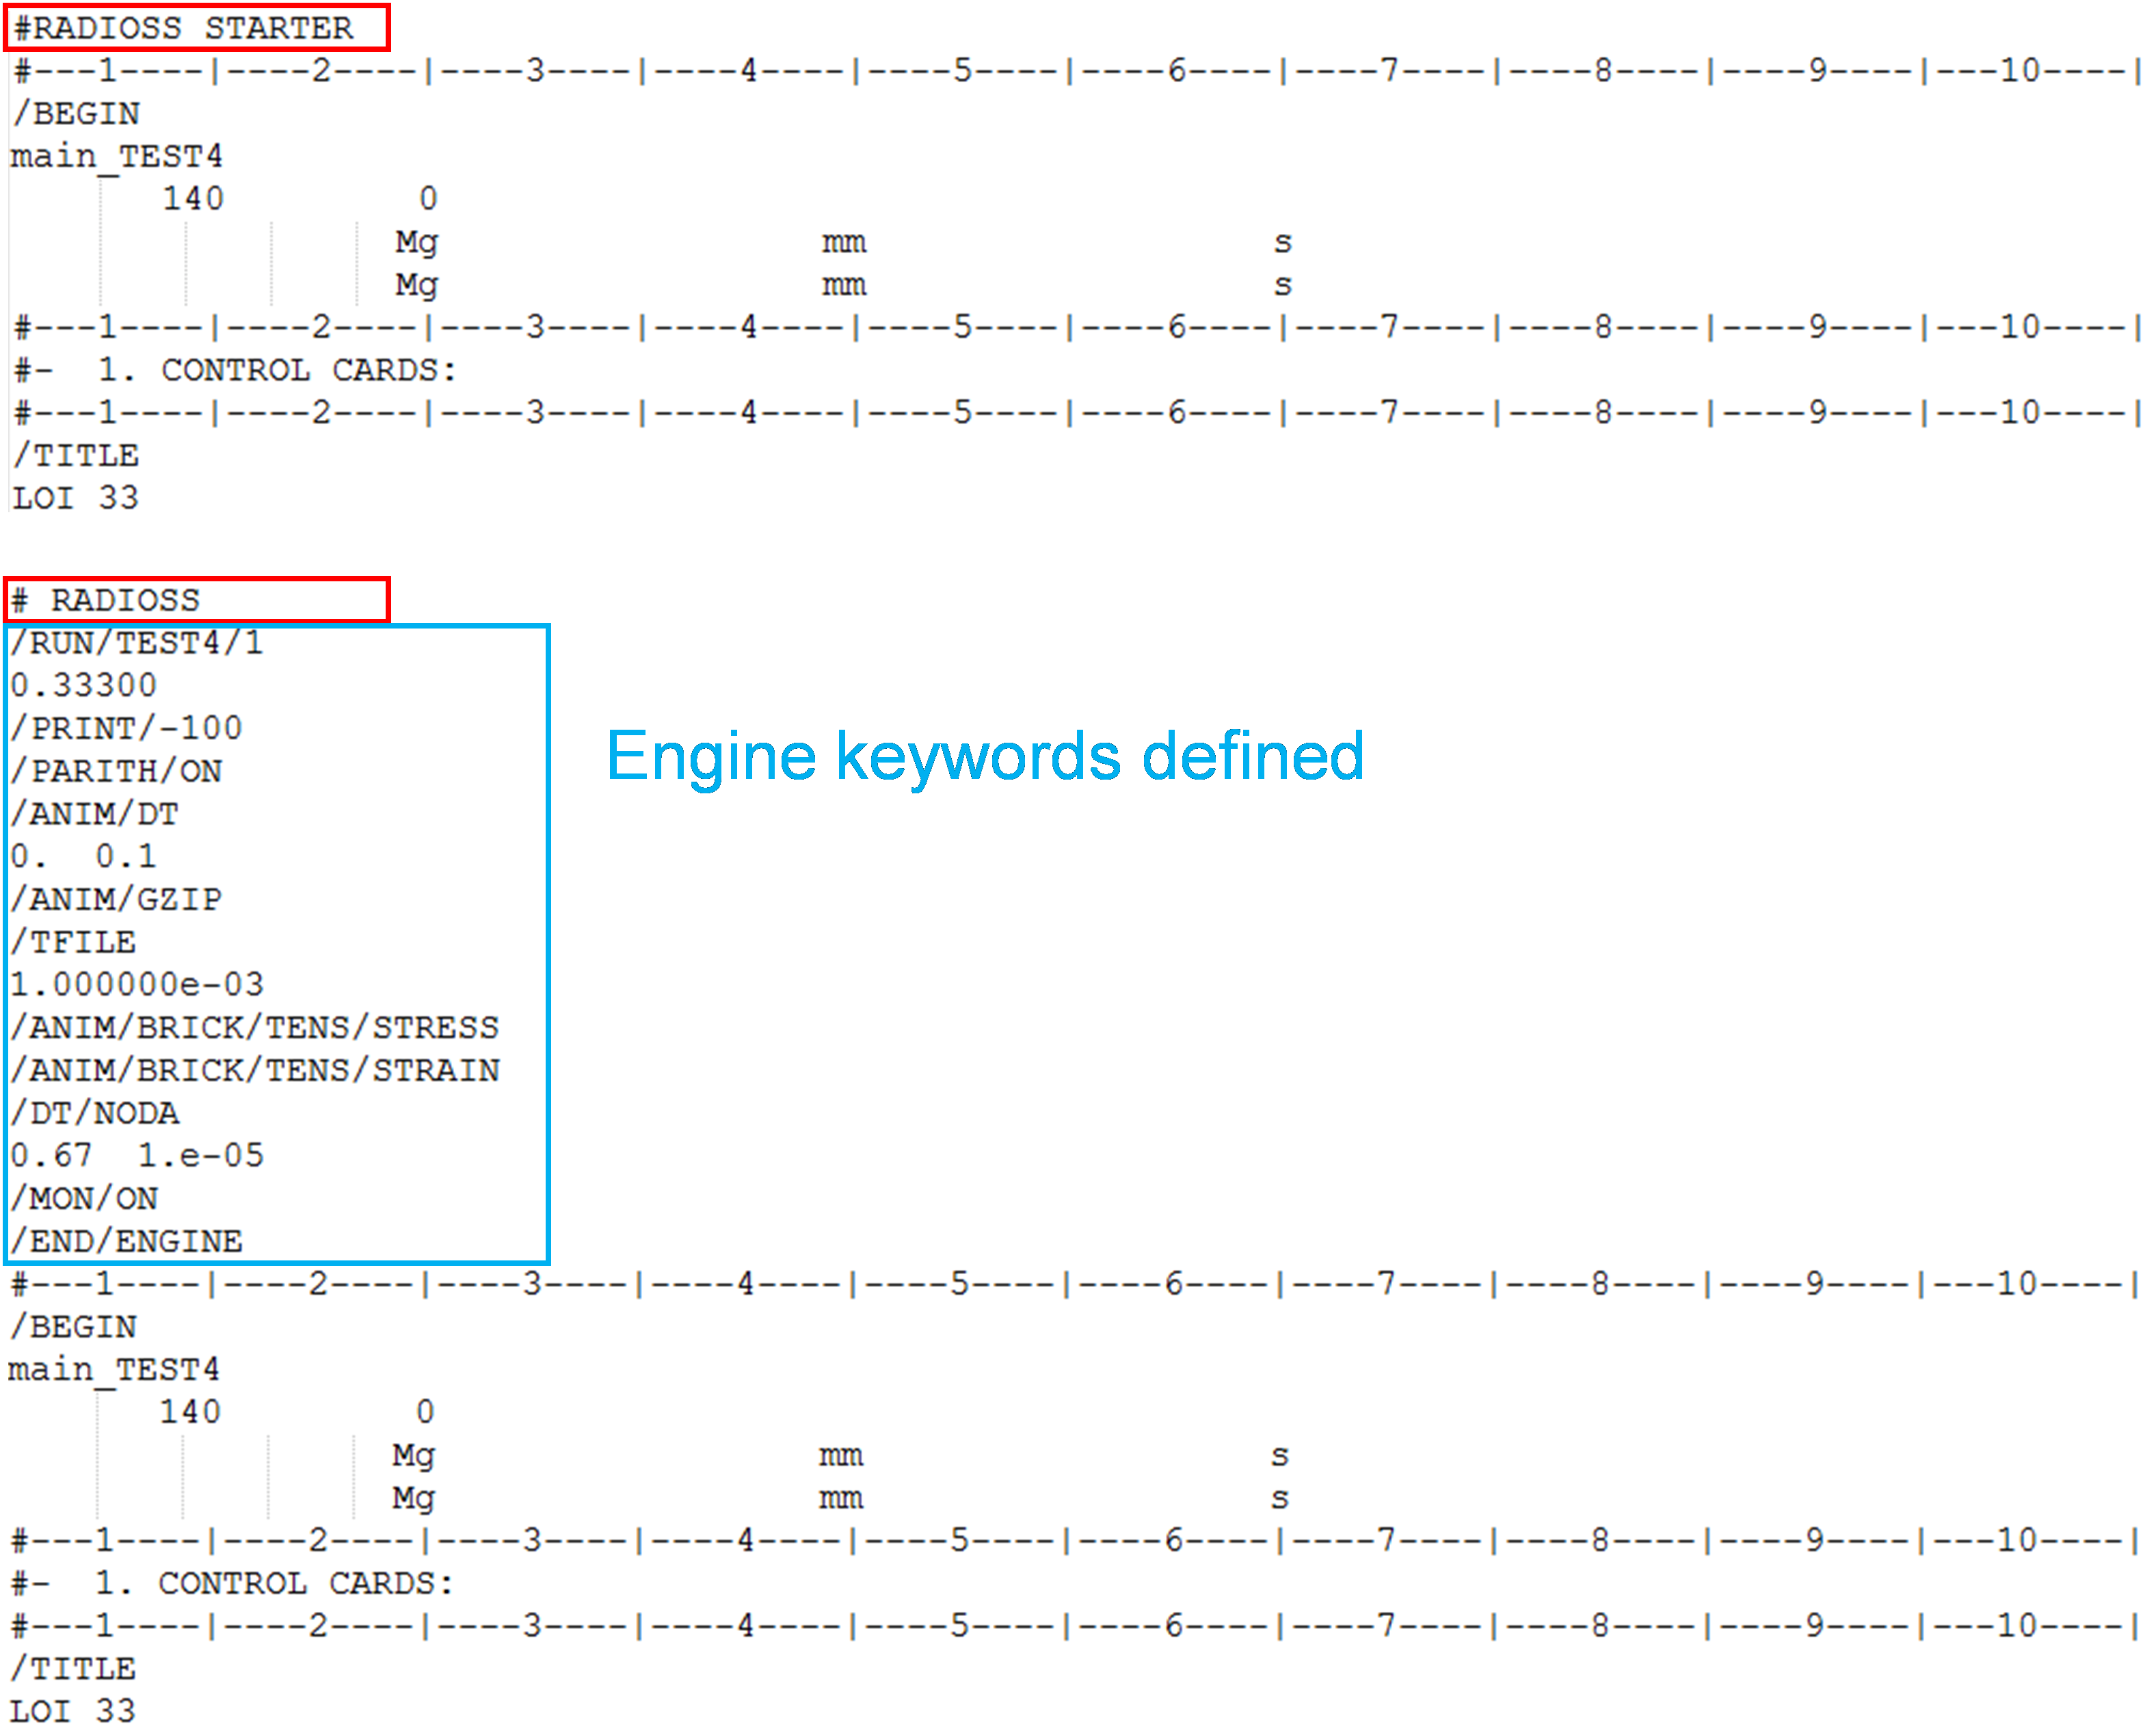 #RADIOSS STARTER
#---1----|----2----|----3----|----4----|----5----|----6----|----7----|----8----|----9----|---10----|
/BEGIN
main_TEST4
       140         0
                  Mg                  mm                   s
                  Mg                  mm                   s
#---1----|----2----|----3----|----4----|----5----|----6----|----7----|----8----|----9----|---10----|
#-  1. CONTROL CARDS:
#---1----|----2----|----3----|----4----|----5----|----6----|----7----|----8----|----9----|---10----|
/TITLE
LOI 33
# RADIOSS
/RUN/TEST4/1
0.33300
/PRINT/-100
Engine keywords defined
/PARITH/ON
/ANIM/DT
0.  0.1
/ANIM/GZIP
/TFILE
1.000000e-03
/ANIM/BRICK/TENS/STRESS
/ANIM/BRICK/TENS/STRAIN
/DT/NODA
0.67  1.e-05
/MON/ON
/END/ENGINE
#---1----|----2----|----3----|----4----|----5----|----6----|----7----|----8----|----9----|---10----|
/BEGIN
main_TEST4
       140         0
                  Mg                  mm                   s
                  Mg                  mm                   s
#---1----|----2----|----3----|----4----|----5----|----6----|----7----|----8----|----9----|---10----|
#-  1. CONTROL CARDS:
#---1----|----2----|----3----|----4----|----5----|----6----|----7----|----8----|----9----|---10----|
/TITLE
LOI 33